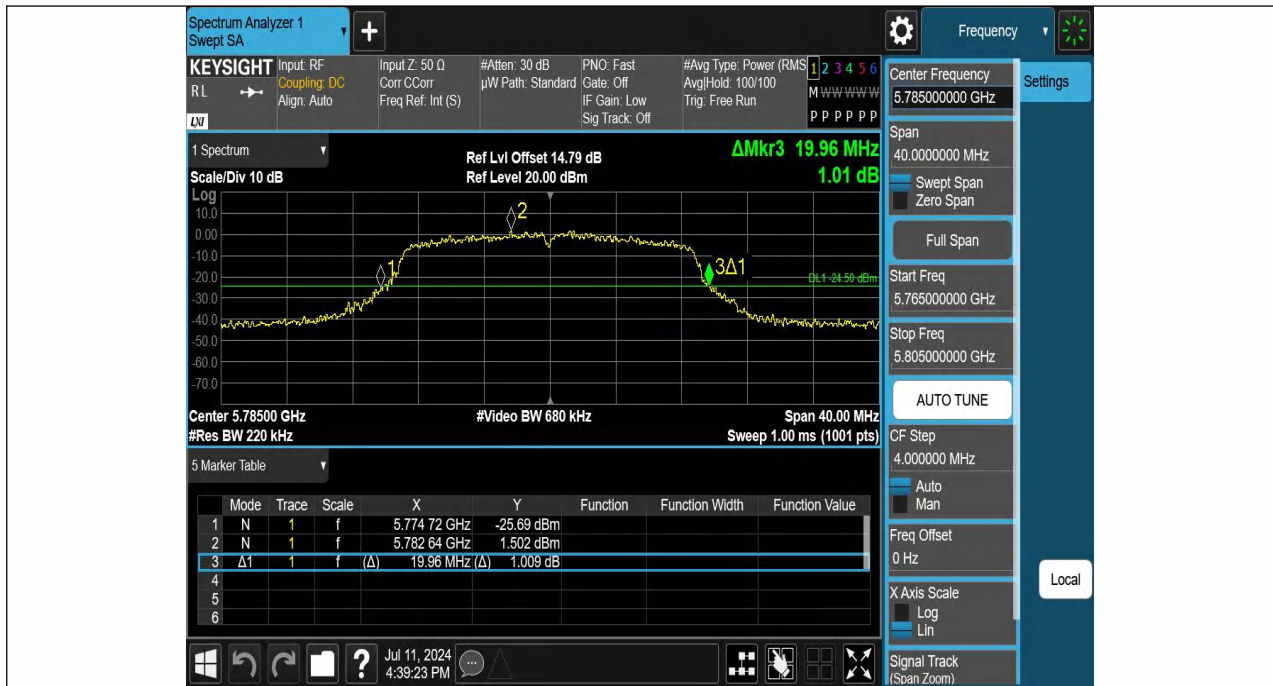 Spectrum Analyzer 1
Swept SA
+
Frequency
KEYSIGHT
RL
LXI
Input: RF
Coupling: DC
Align: Auto
Input Z: 50 Ω
Corr CCorr
Freq Ref: Int (S)
#Atten: 30 dB
µW Path: Standard
PNO: Fast
Gate: Off
IF Gain: Low
Sig Track: Off
#Avg Type: Power (RMS
Avg|Hold: 100/100
Trig: Free Run
1 2 3 4 5 6
M W W W W W
P P P P P P
1 Spectrum
Scale/Div 10 dB
Ref Lvl Offset 14.79 dB
Ref Level 20.00 dBm
ΔMkr3 19.96 MHz
1.01 dB
Log
10.0
0.00
-10.0
-20.0
-30.0
-40.0
-50.0
-60.0
-70.0
1
2
3Δ1
DL1 -24.50 dBm
Center 5.78500 GHz
#Video BW 680 kHz
Span 40.00 MHz
#Res BW 220 kHz
Sweep 1.00 ms (1001 pts)
5 Marker Table
Mode Trace Scale X Y Function Function Width Function Value
1 N 1 f 5.774 72 GHz -25.69 dBm
2 N 1 f 5.782 64 GHz 1.502 dBm
3 Δ1 1 f (Δ) 19.96 MHz (Δ) 1.009 dB
4
5
6
?
Jul 11, 2024
4:39:23 PM
Center Frequency
5.785000000 GHz
Settings
Span
40.0000000 MHz
Swept Span
Zero Span
Full Span
Start Freq
5.765000000 GHz
Stop Freq
5.805000000 GHz
AUTO TUNE
CF Step
4.000000 MHz
Auto
Man
Freq Offset
0 Hz
Local
X Axis Scale
Log
Lin
Signal Track
(Span Zoom)